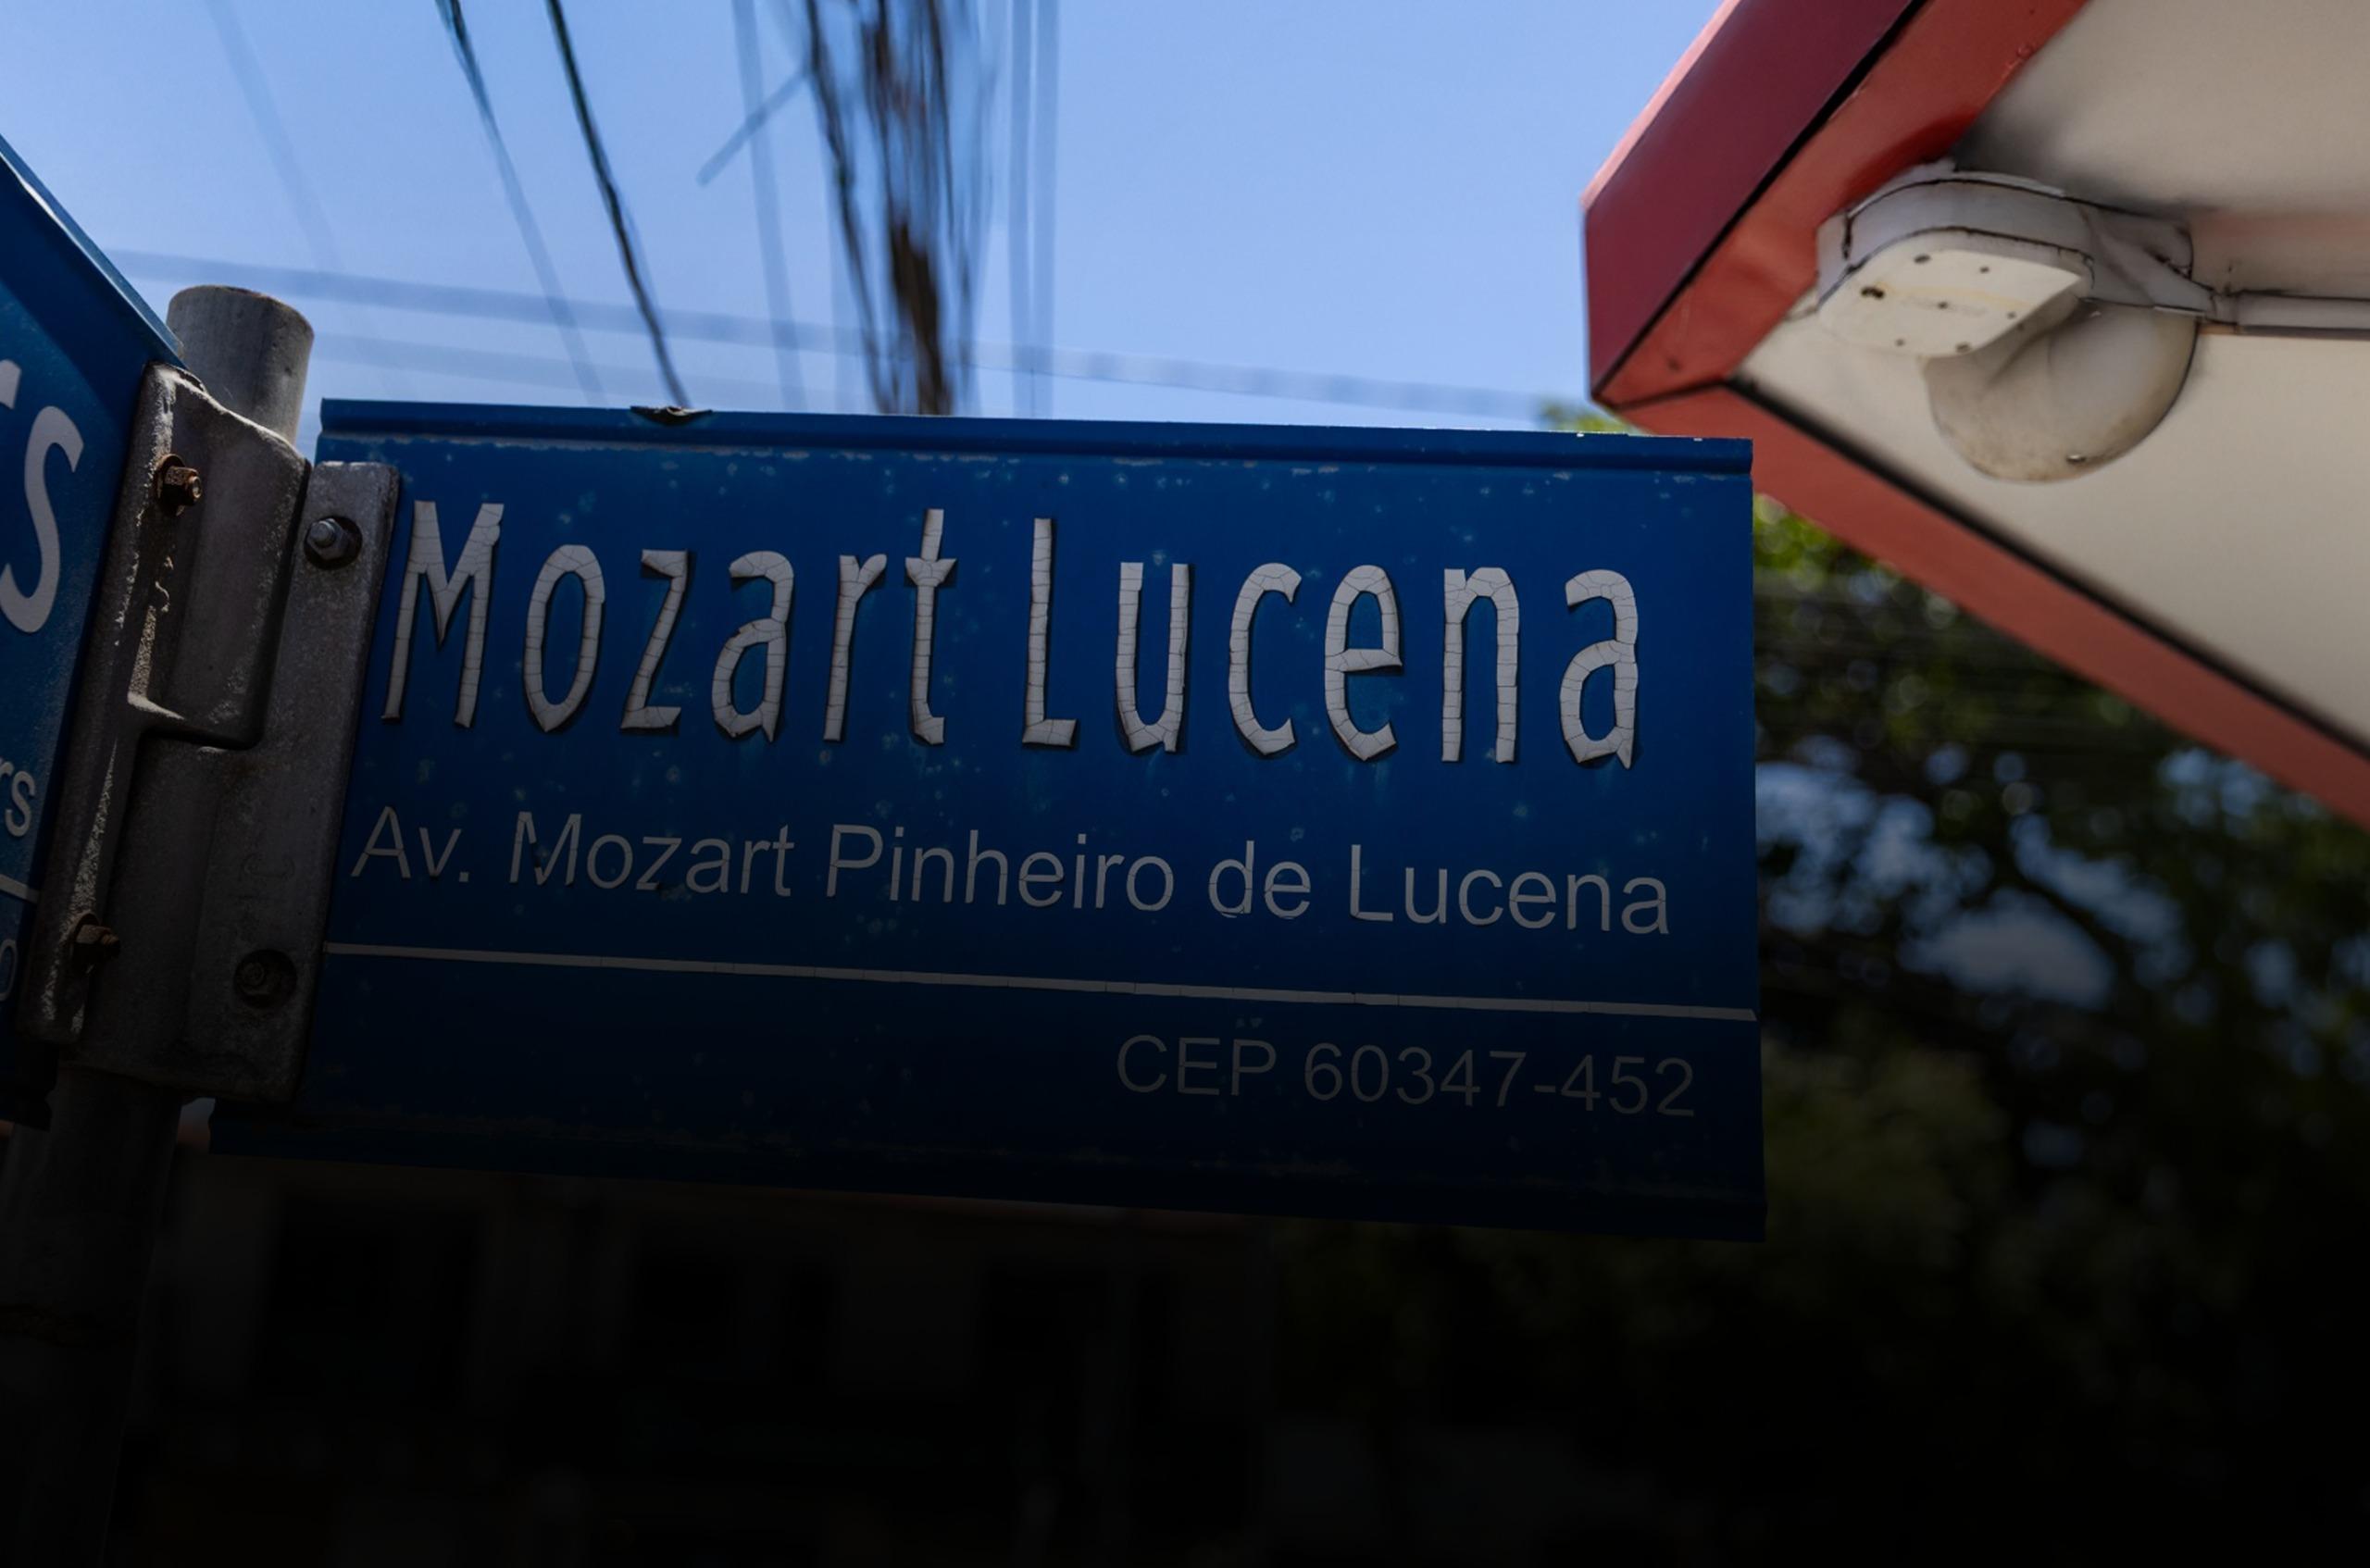 Mozart Lucena
Av. Mozart Pinheiro de Lucena
CEP 60347-452